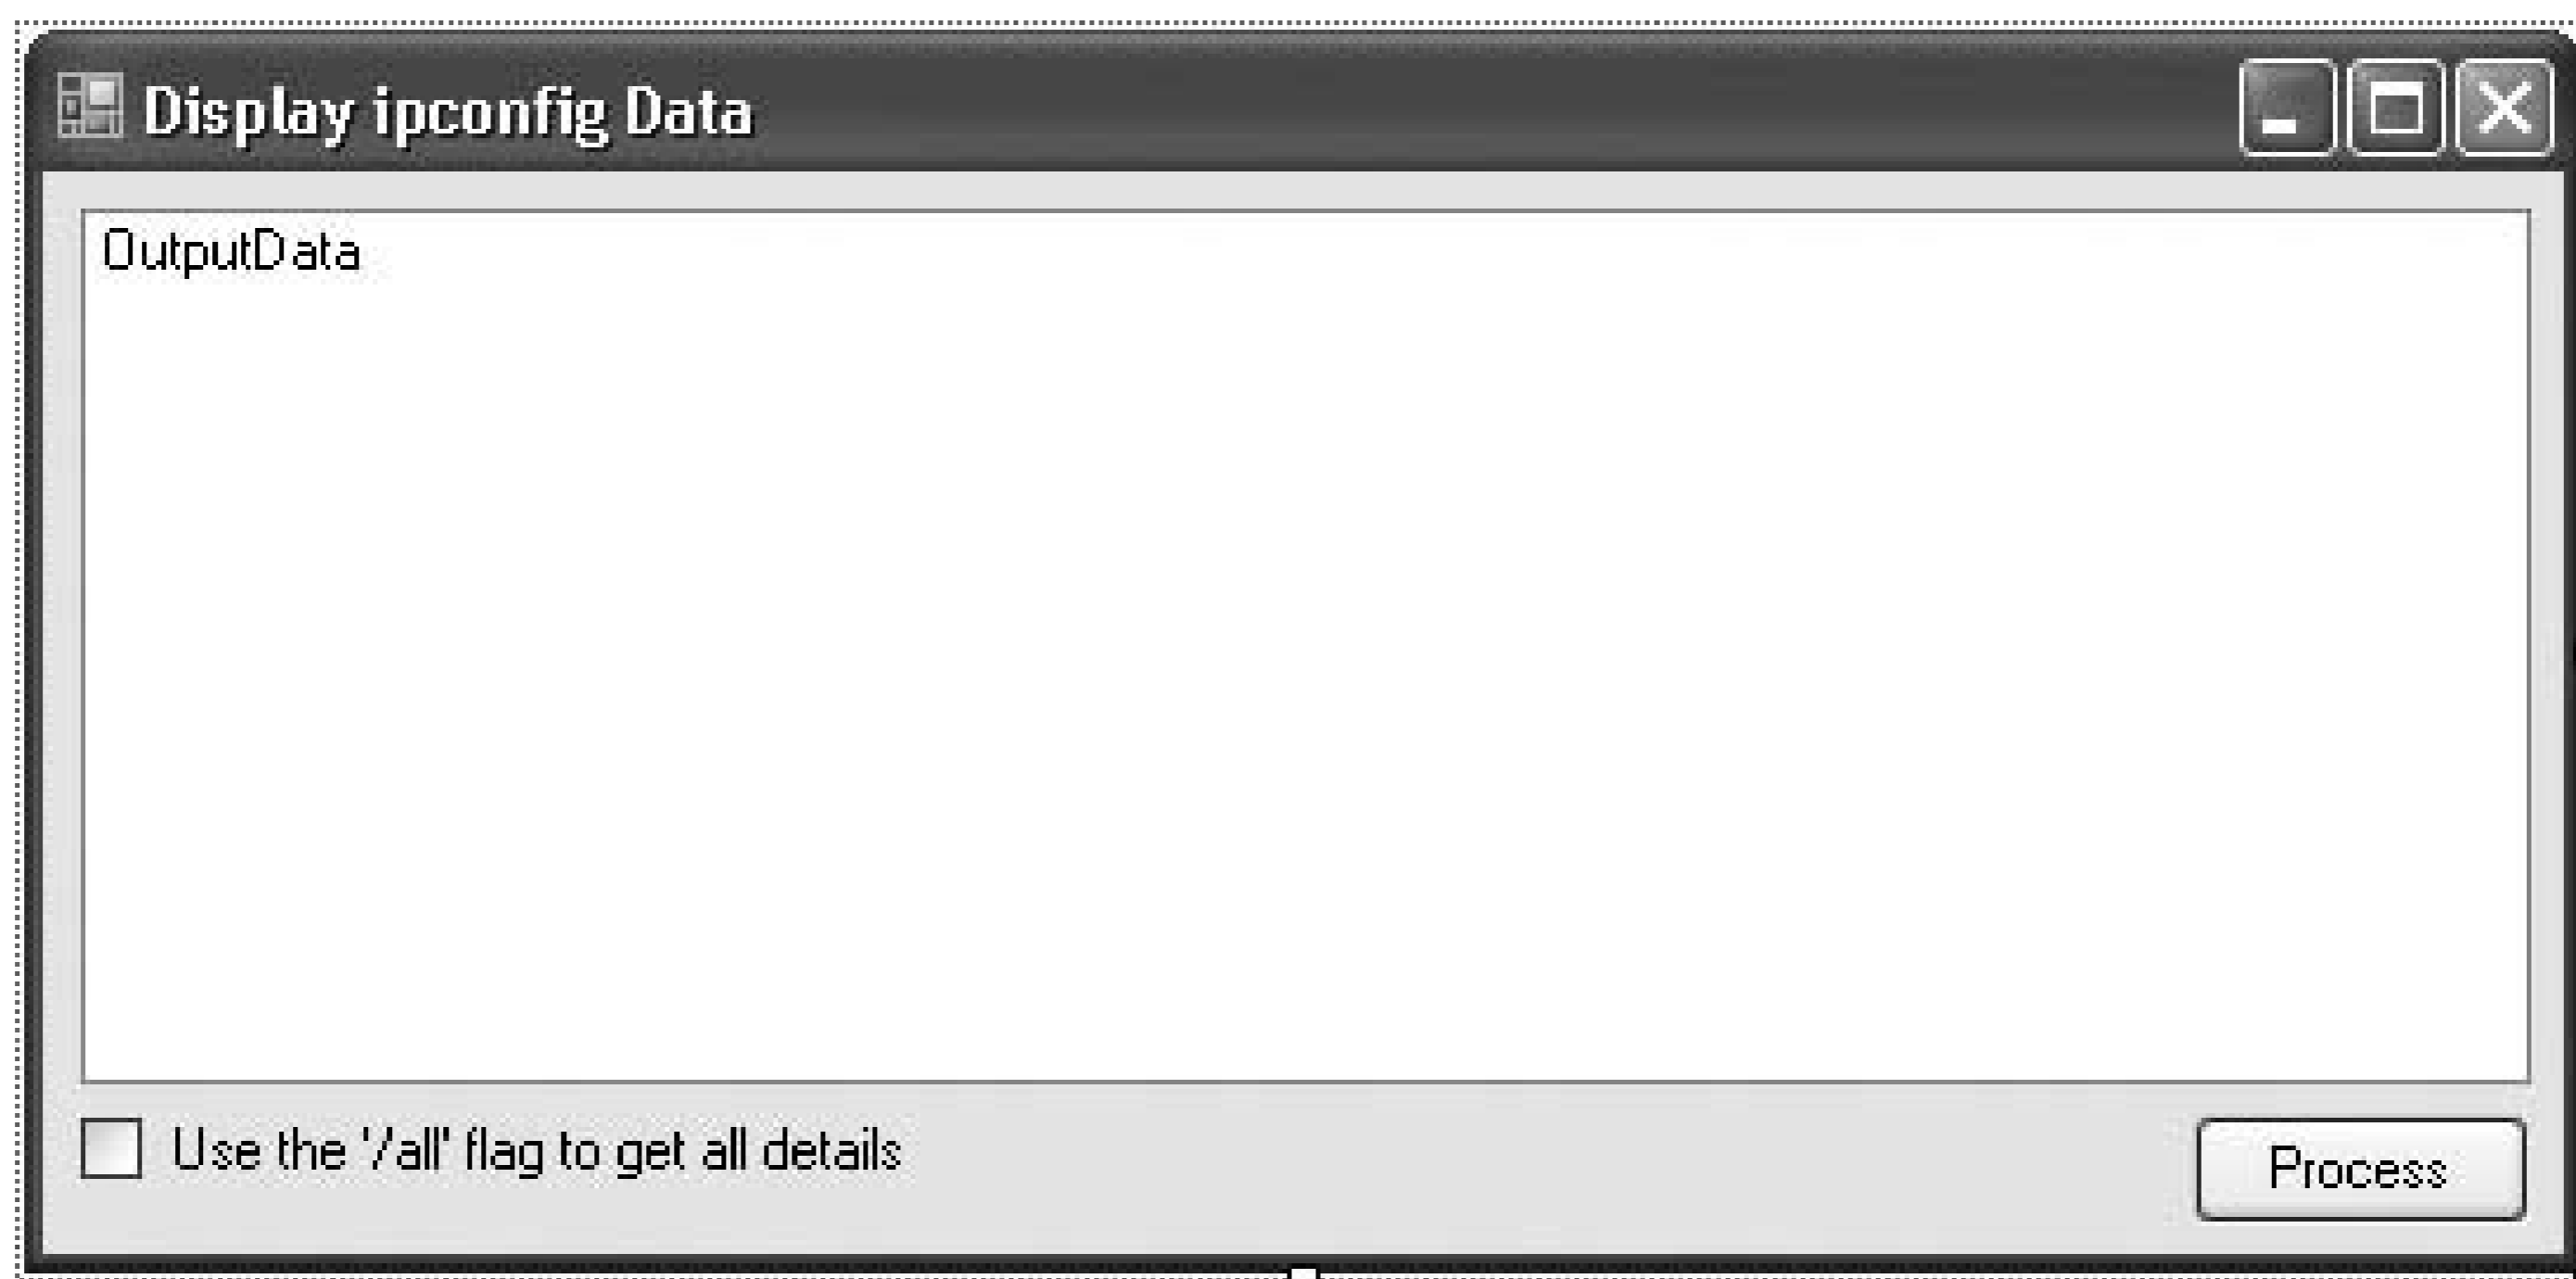 Display ipconfig Data
OutputData
Use the '/all' flag to get all details
Process